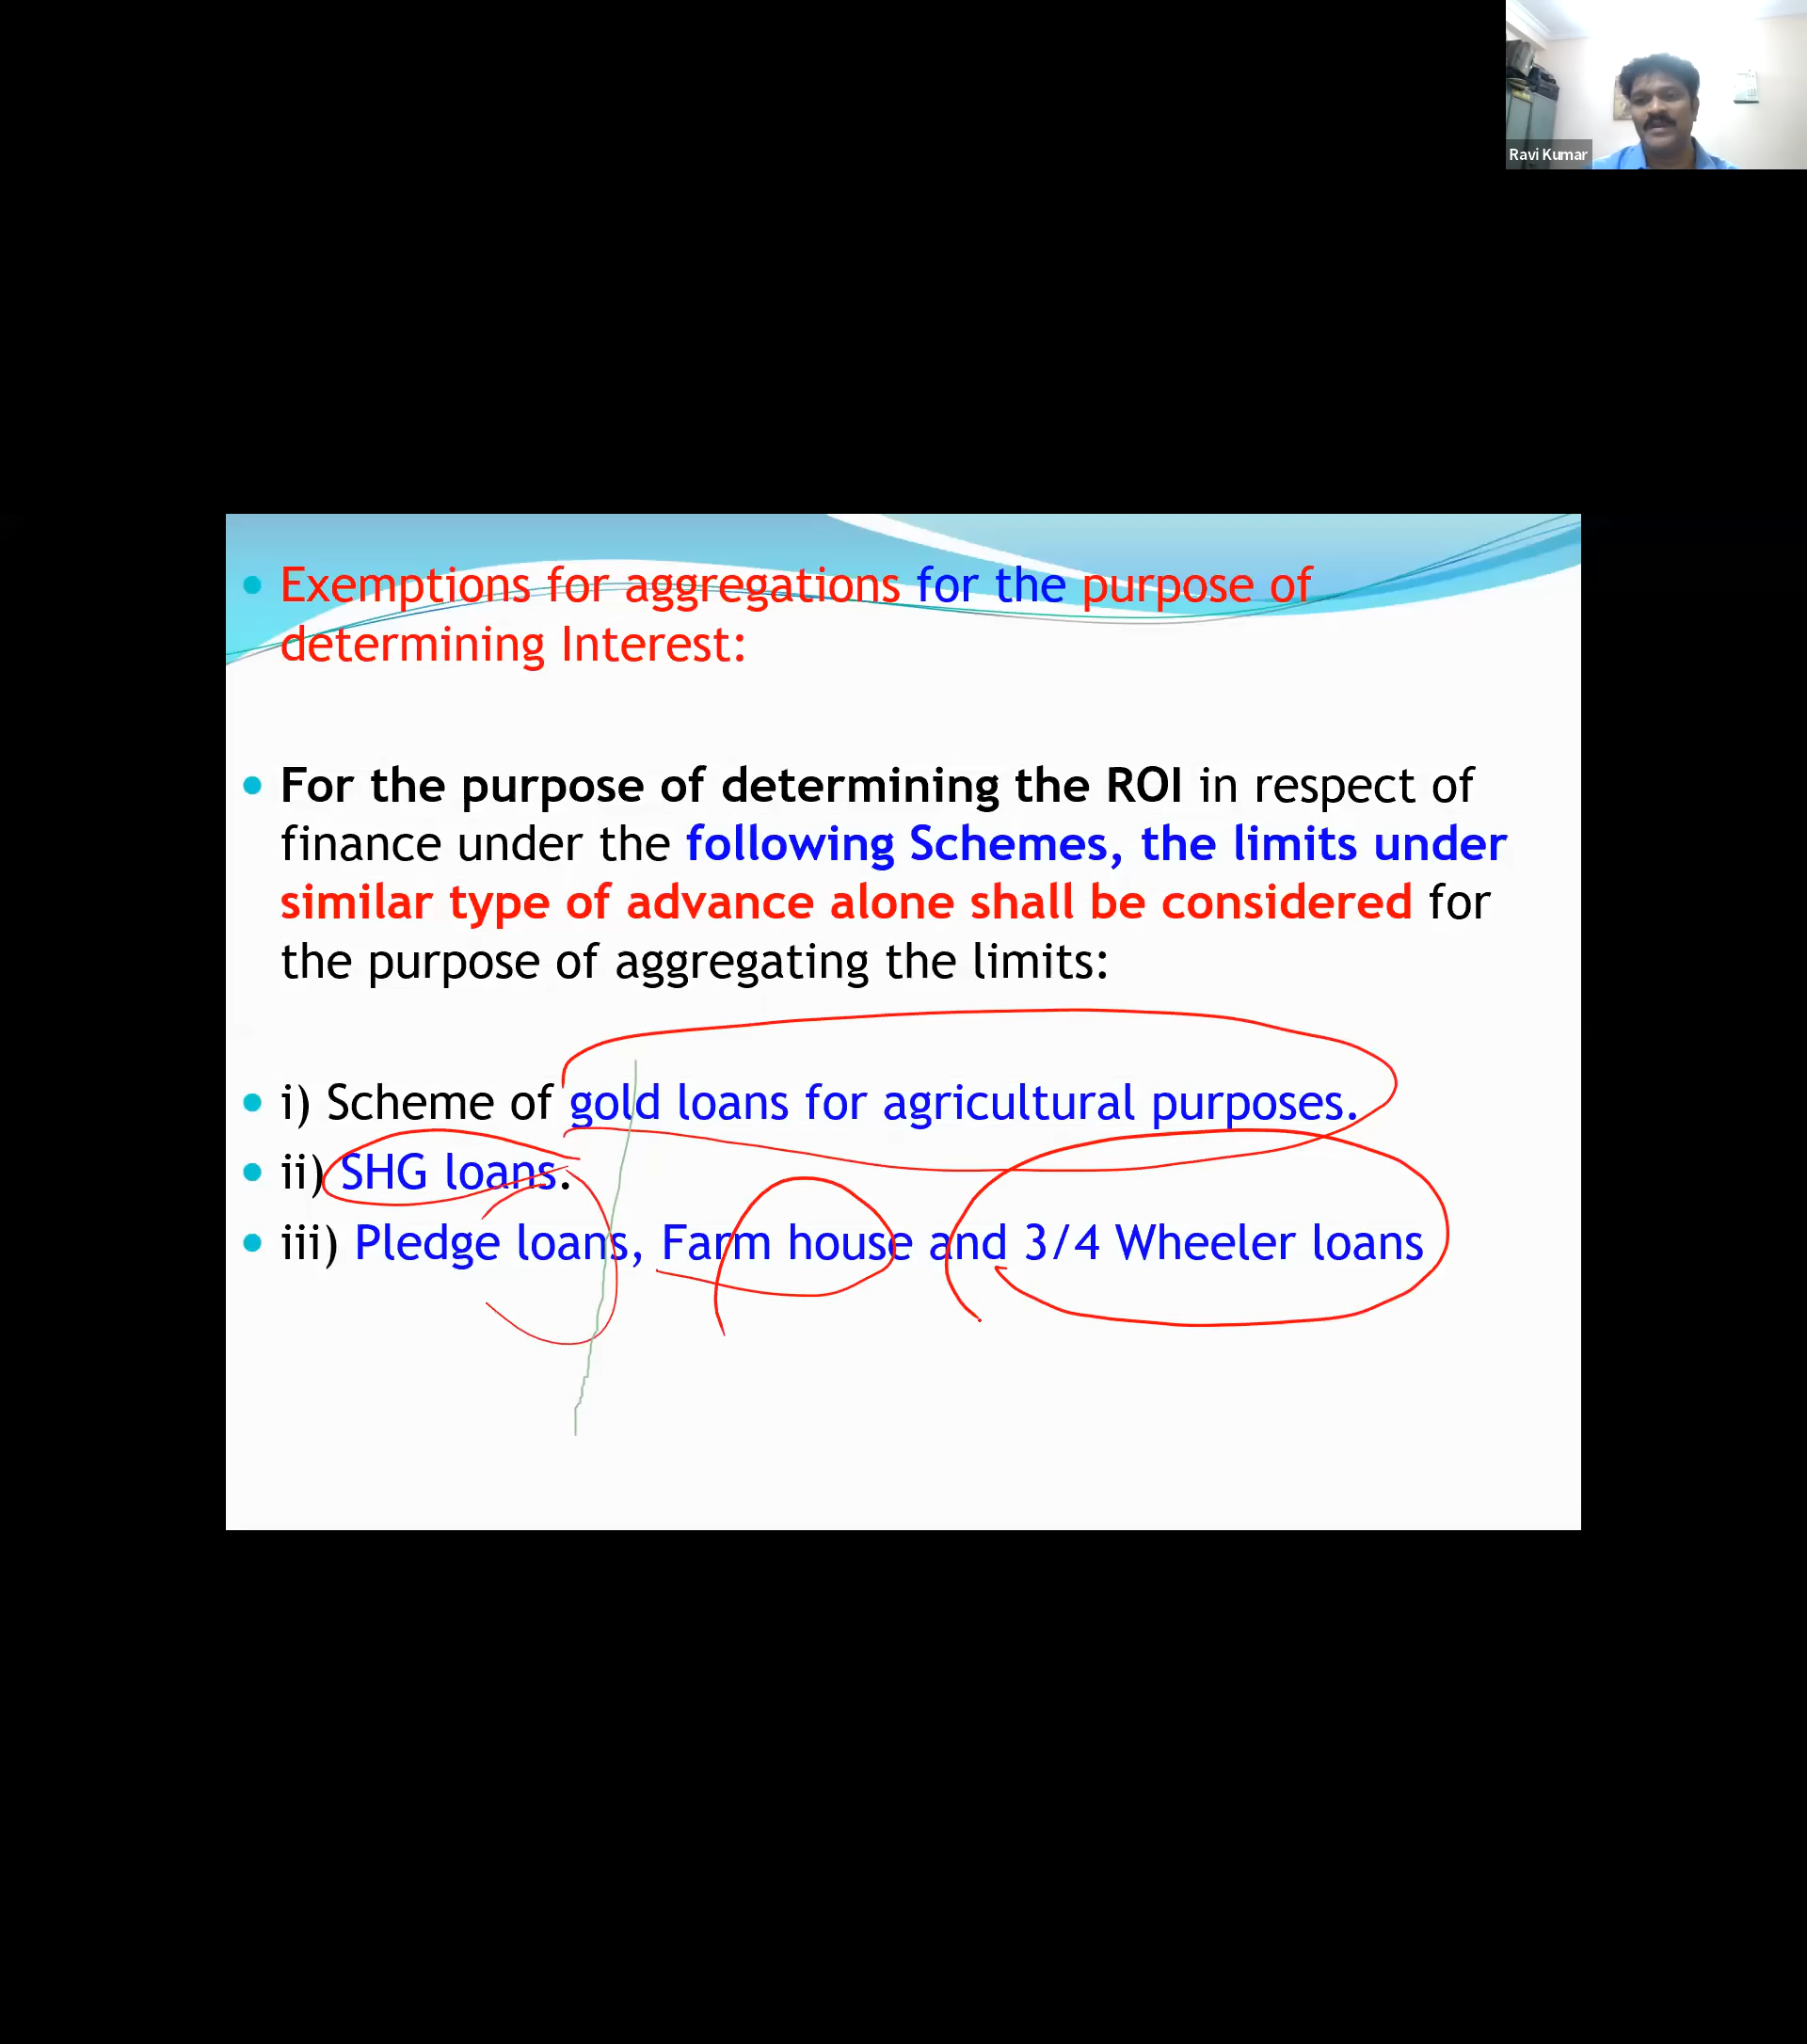 Ravi Kumar
Exemptions for aggregations for the purpose of
determining Interest:
For the purpose of determining the ROI in respect of
finance under the following Schemes, the limits under
similar type of advance alone shall be considered for
the purpose of aggregating the limits:
i) Scheme of gold loans for agricultural purposes.
ii) SHG loans.
iii) Pledge loans, Farm house and 3/4 Wheeler loans